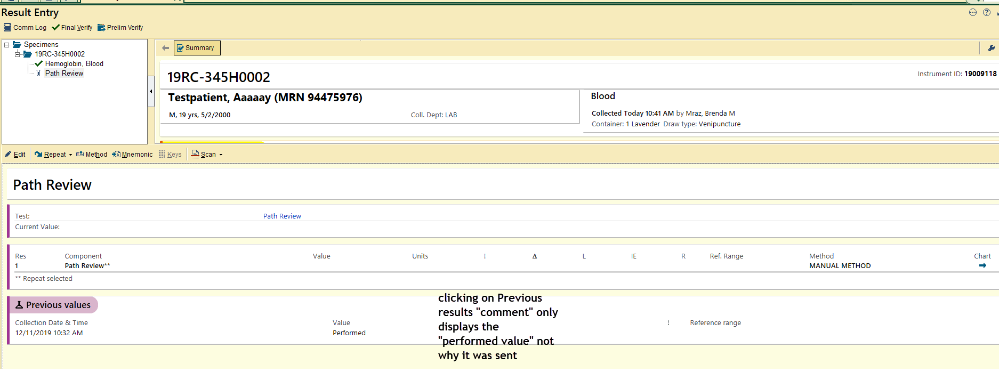 Result Entry
Comm Log Final Verify Prelim Verify
Specimens
19RC-345H0002
Hemoglobin, Blood
Path Review
Summary
19RC-345H0002
Instrument ID: 19009118
Testpatient, Aaaaay (MRN 94475976)
M, 19 yrs, 5/2/2000 Coll. Dept: LAB
Blood
Collected Today 10:41 AM by Mraz, Brenda M
Container: 1 Lavender Draw type: Venipuncture
Edit Repeat Method Mnemonic Keys Scan
Path Review
Test: Path Review
Current Value:
Res Component Value Units ! Δ L IE R Ref. Range Method Chart
1 Path Review** MANUAL METHOD
** Repeat selected
Previous values
Collection Date & Time Value ! Reference range
12/11/2019 10:32 AM Performed
clicking on Previous
results "comment" only
displays the
"performed value" not
why it was sent